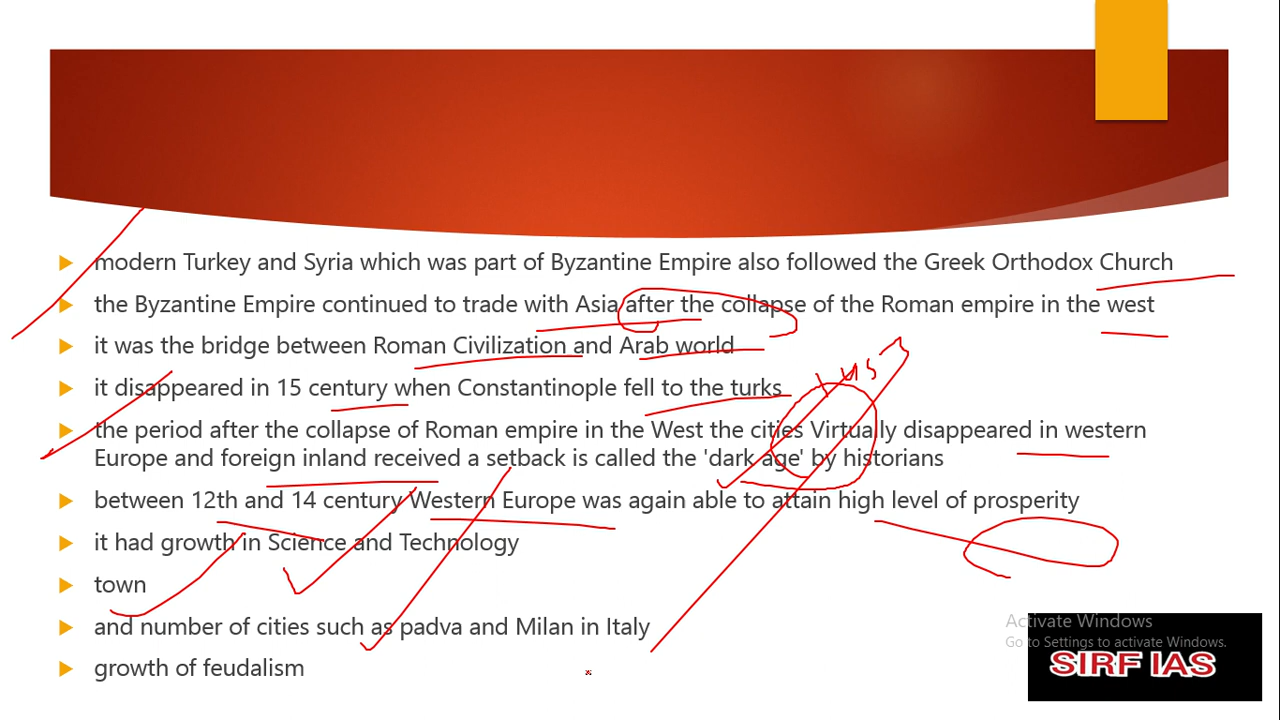 modern Turkey and Syria which was part of Byzantine Empire also followed the Greek Orthodox Church
the Byzantine Empire continued to trade with Asia after the collapse of the Roman empire in the west
it was the bridge between Roman Civilization and Arab world
it disappeared in 15 century when Constantinople fell to the turks
the period after the collapse of Roman empire in the West the cities Virtually disappeared in western
Europe and foreign inland received a setback is called the 'dark age' by historians
between 12th and 14 century Western Europe was again able to attain high level of prosperity
it had growth in Science and Technology
town
and number of cities such as padva and Milan in Italy
growth of feudalism
Activate Windows
Go to Settings to activate Windows.
SIRF IAS